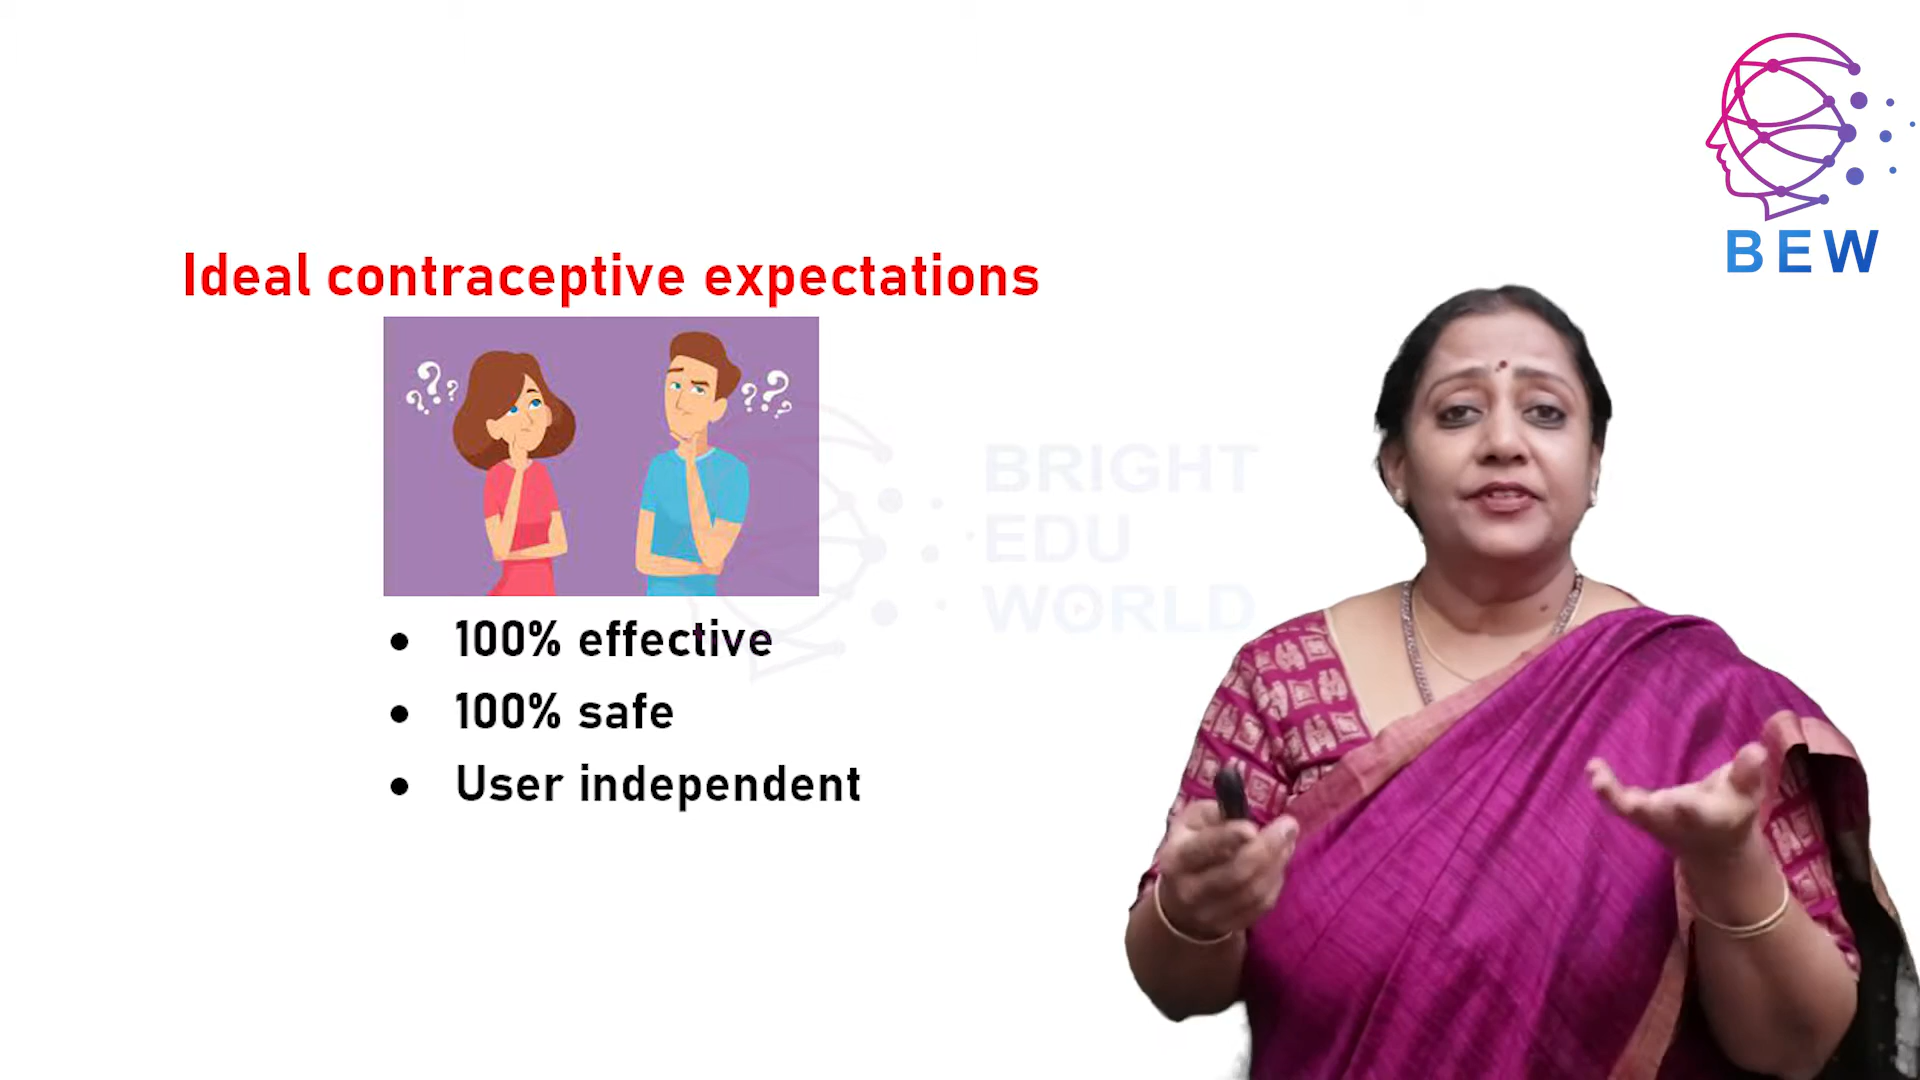 BEW
Ideal contraceptive expectations
? ? ?
? ? ?
BRIGHT
EDU
WORLD
• 100% effective
• 100% safe
• User independent